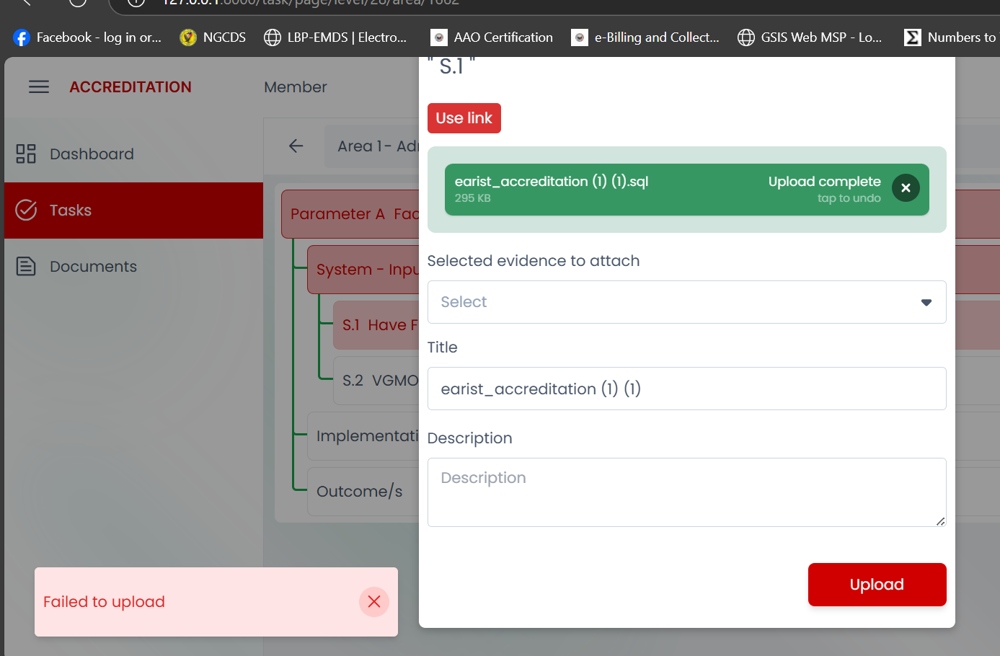 127.0.0.1:8000/task/page/level/28/area/1662
Facebook - log in or...
NGCDS
LBP-EMDS | Electro...
AAO Certification
e-Billing and Collect...
GSIS Web MSP - Lo...
Numbers to
ACCREDITATION
Member
" S.1 "
Use link
Dashboard
Area 1 - Adr
earist_accreditation (1) (1).sql
Upload complete
295 KB
tap to undo
Tasks
Parameter A Fac
Documents
Selected evidence to attach
System - Inpu
Select
S.1 Have F
Title
S.2 VGMO
earist_accreditation (1) (1)
Implementati
Description
Description
Outcome/s
Upload
Failed to upload